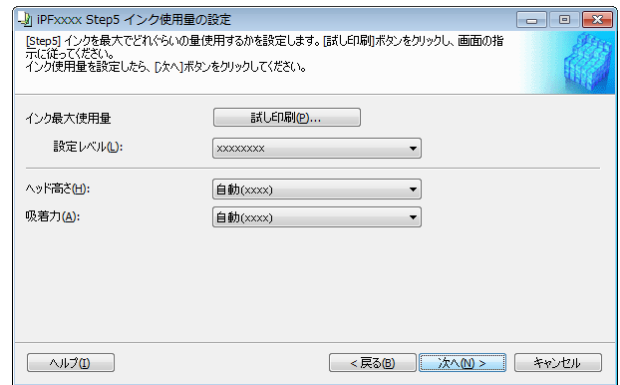 iPFxxxx Step5 インク使用量の設定
[Step5] インクを最大でどれぐらいの量使用するかを設定します。[試し印刷]ボタンをクリックし、画面の指
示に従ってください。
インク使用量を設定したら、[次へ]ボタンをクリックしてください。
インク最大使用量 試し印刷(P)...
設定レベル(L): xxxxxxxx
ヘッド高さ(H): 自動(xxxx)
吸着力(A): 自動(xxxx)
ヘルプ(I) < 戻る(B) 次へ(N) > キャンセル